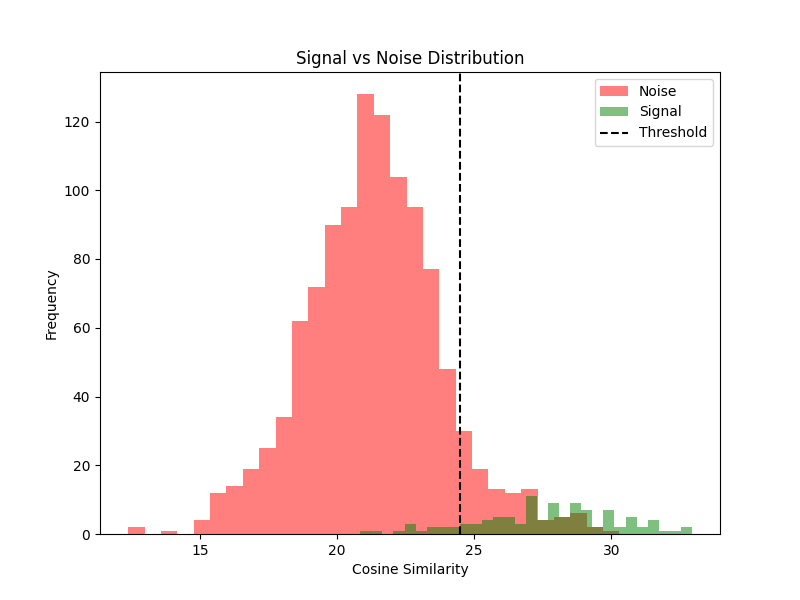 Signal vs Noise Distribution
Noise
Signal
Threshold
Frequency
120
100
80
60
40
20
0
15
20
25
30
Cosine Similarity